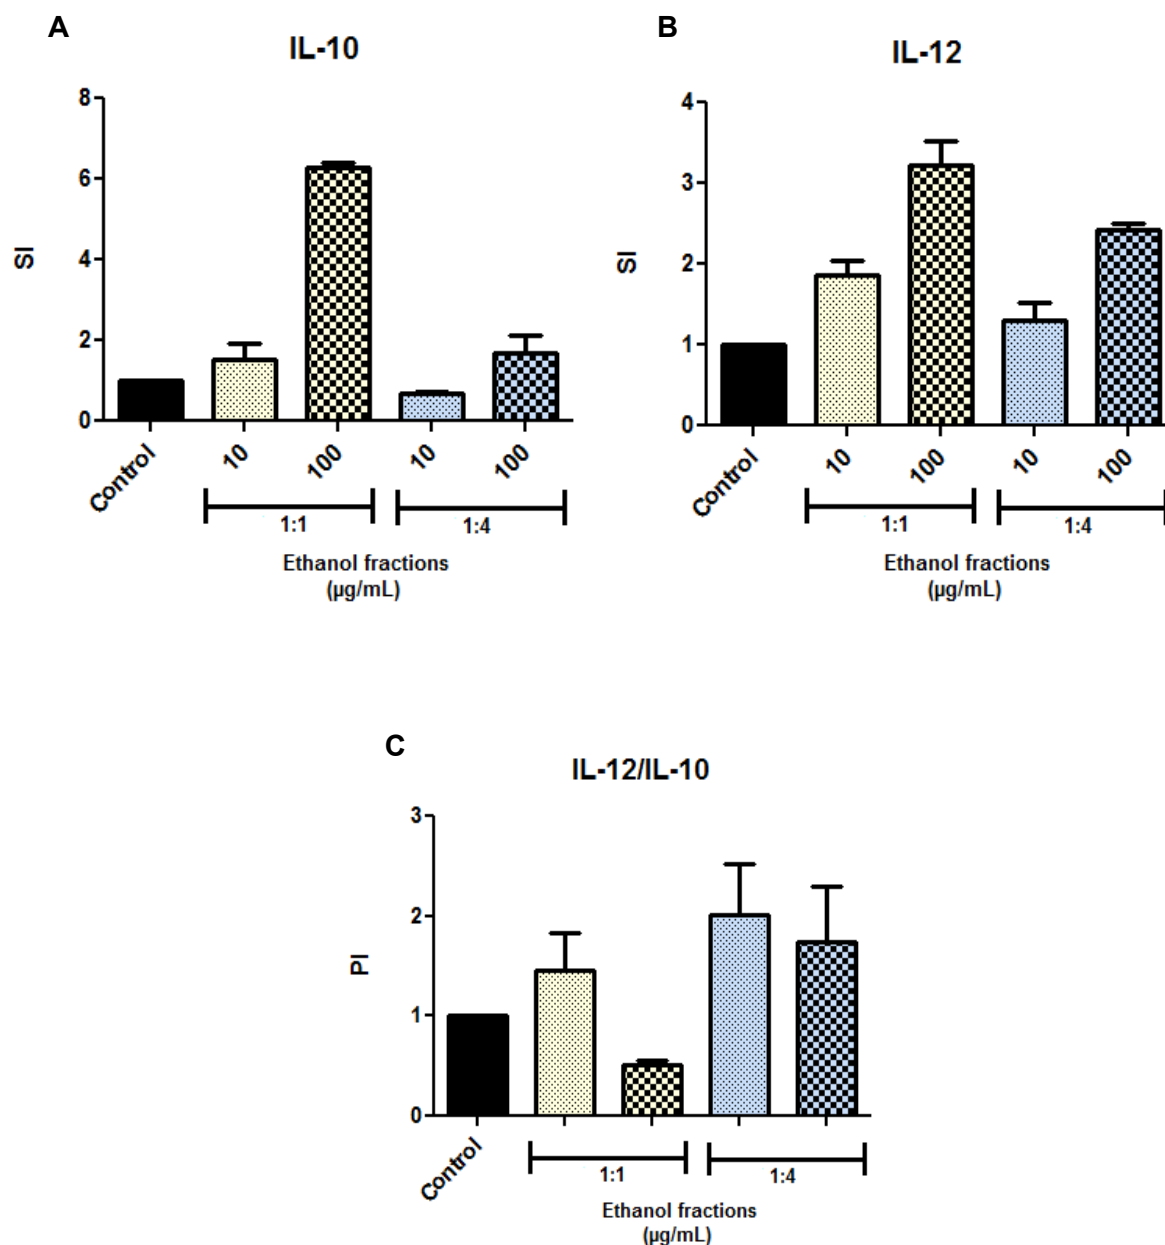 A
IL-10
SI
8
6
4
2
0
Control
10
100
10
100
1:1
1:4
Ethanol fractions
(µg/mL)
B
IL-12
SI
4
3
2
1
0
Control
10
100
10
100
1:1
1:4
Ethanol fractions
(µg/mL)
C
IL-12/IL-10
PI
3
2
1
0
Control
1:1
1:4
Ethanol fractions
(µg/mL)